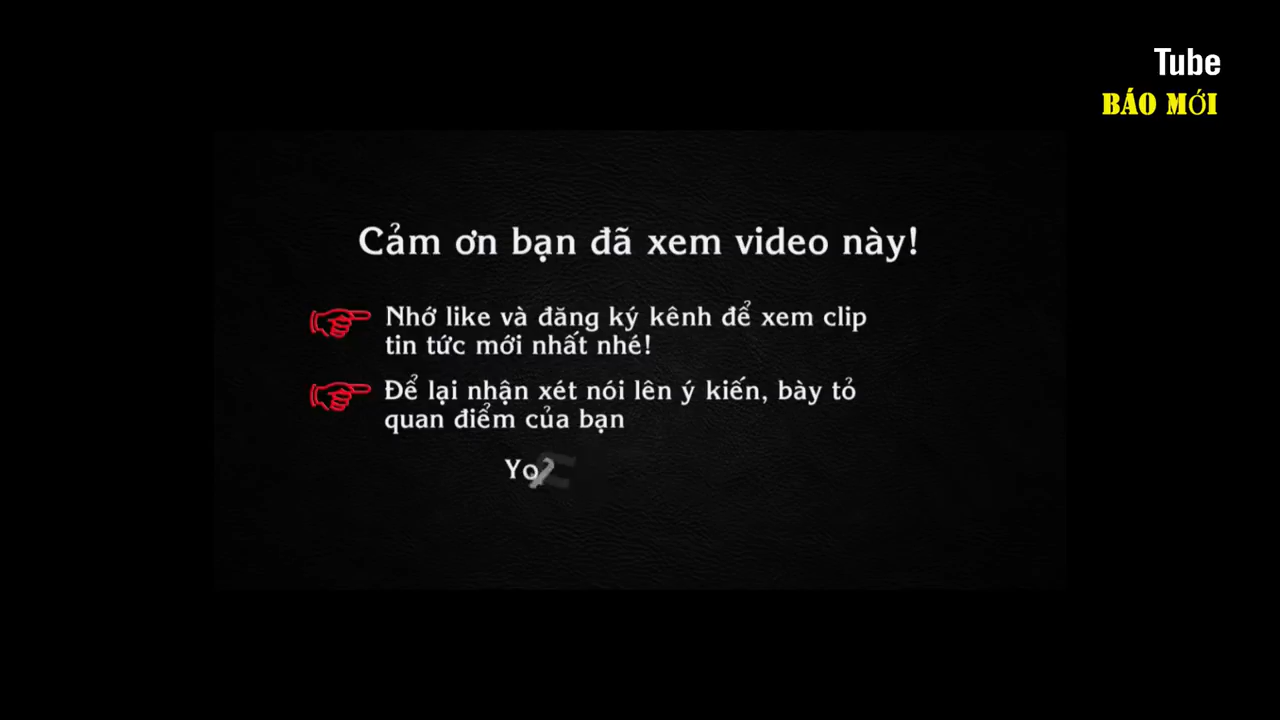 Tube
BÁO MỚI
Cảm ơn bạn đã xem video này!
Nhớ like và đăng ký kênh để xem clip
tin tức mới nhất nhé!
Để lại nhận xét nói lên ý kiến, bày tỏ
quan điểm của bạn